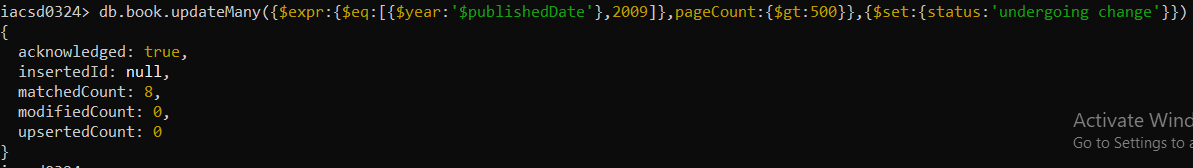 iacsd0324> db.book.updateMany({$expr:{$eq:[{$year:'$publishedDate'},2009]},pageCount:{$gt:500}},{$set:{status:'undergoing change'}})
{
  acknowledged: true,
  insertedId: null,
  matchedCount: 8,
  modifiedCount: 0,
  upsertedCount: 0
}
Activate Wind
Go to Settings to a